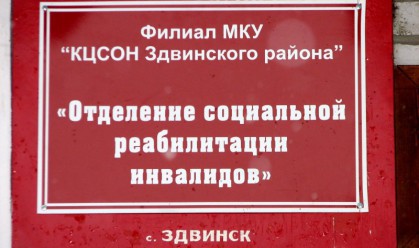 Филиал МКУ
"КЦСОН Здвинского района"
«Отделение социальной
реабилитации
инвалидов»
с. ЗДВИНСК